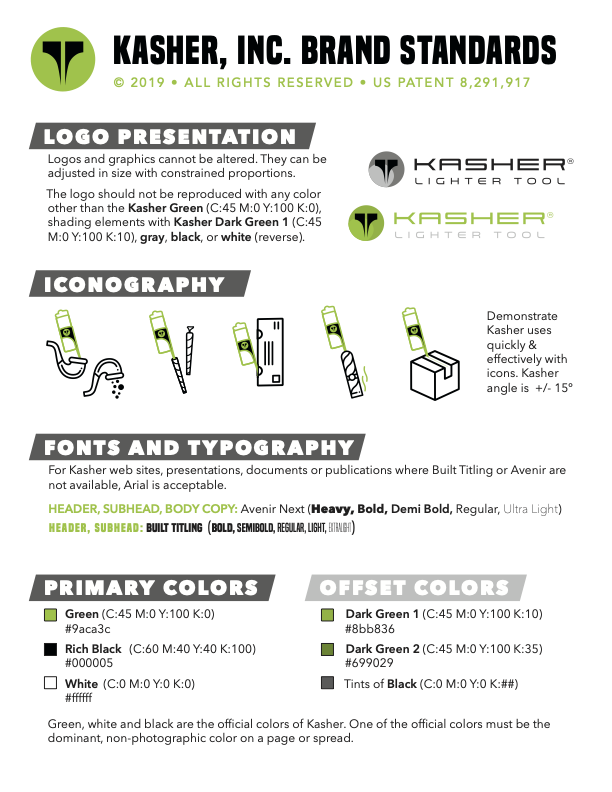 KASHER, INC. BRAND STANDARDS
© 2019 • ALL RIGHTS RESERVED • US PATENT 8,291,917
LOGO PRESENTATION
Logos and graphics cannot be altered. They can be
adjusted in size with constrained proportions.
The logo should not be reproduced with any color
other than the Kasher Green (C:45 M:0 Y:100 K:0),
shading elements with Kasher Dark Green 1 (C:45
M:0 Y:100 K:10), gray, black, or white (reverse).
KASHER®
LIGHTER TOOL
KASHER®
LIGHTER TOOL
ICONOGRAPHY
Demonstrate
Kasher uses
quickly &
effectively with
icons. Kasher
angle is +/- 15°
FONTS AND TYPOGRAPHY
For Kasher web sites, presentations, documents or publications where Built Titling or Avenir are
not available, Arial is acceptable.
HEADER, SUBHEAD, BODY COPY: Avenir Next (Heavy, Bold, Demi Bold, Regular, Ultra Light)
HEADER, SUBHEAD: BUILT TITLING (BOLD, SEMIBOLD, REGULAR, LIGHT, EXTRALIGHT)
PRIMARY COLORS
Green (C:45 M:0 Y:100 K:0)
#9aca3c
Rich Black (C:60 M:40 Y:40 K:100)
#000005
White (C:0 M:0 Y:0 K:0)
#ffffff
OFFSET COLORS
Dark Green 1 (C:45 M:0 Y:100 K:10)
#8bb836
Dark Green 2 (C:45 M:0 Y:100 K:35)
#699029
Tints of Black (C:0 M:0 Y:0 K:##)
Green, white and black are the official colors of Kasher. One of the official colors must be the
dominant, non-photographic color on a page or spread.